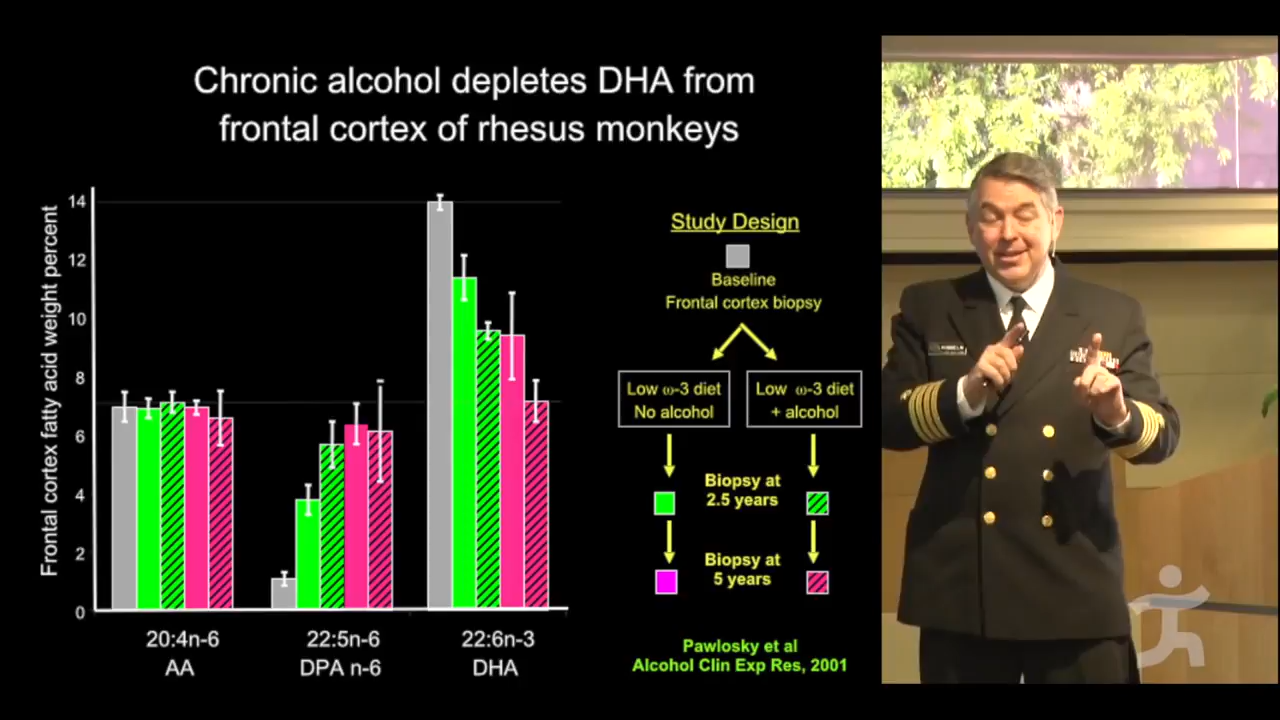 Chronic alcohol depletes DHA from
frontal cortex of rhesus monkeys
Frontal cortex fatty acid weight percent
14
12
10
8
6
4
2
0
20:4n-6
AA
22:5n-6
DPA n-6
22:6n-3
DHA
Study Design
Baseline
Frontal cortex biopsy
Low ω-3 diet
No alcohol
Low ω-3 diet
+ alcohol
Biopsy at
2.5 years
Biopsy at
5 years
Pawlosky et al
Alcohol Clin Exp Res, 2001